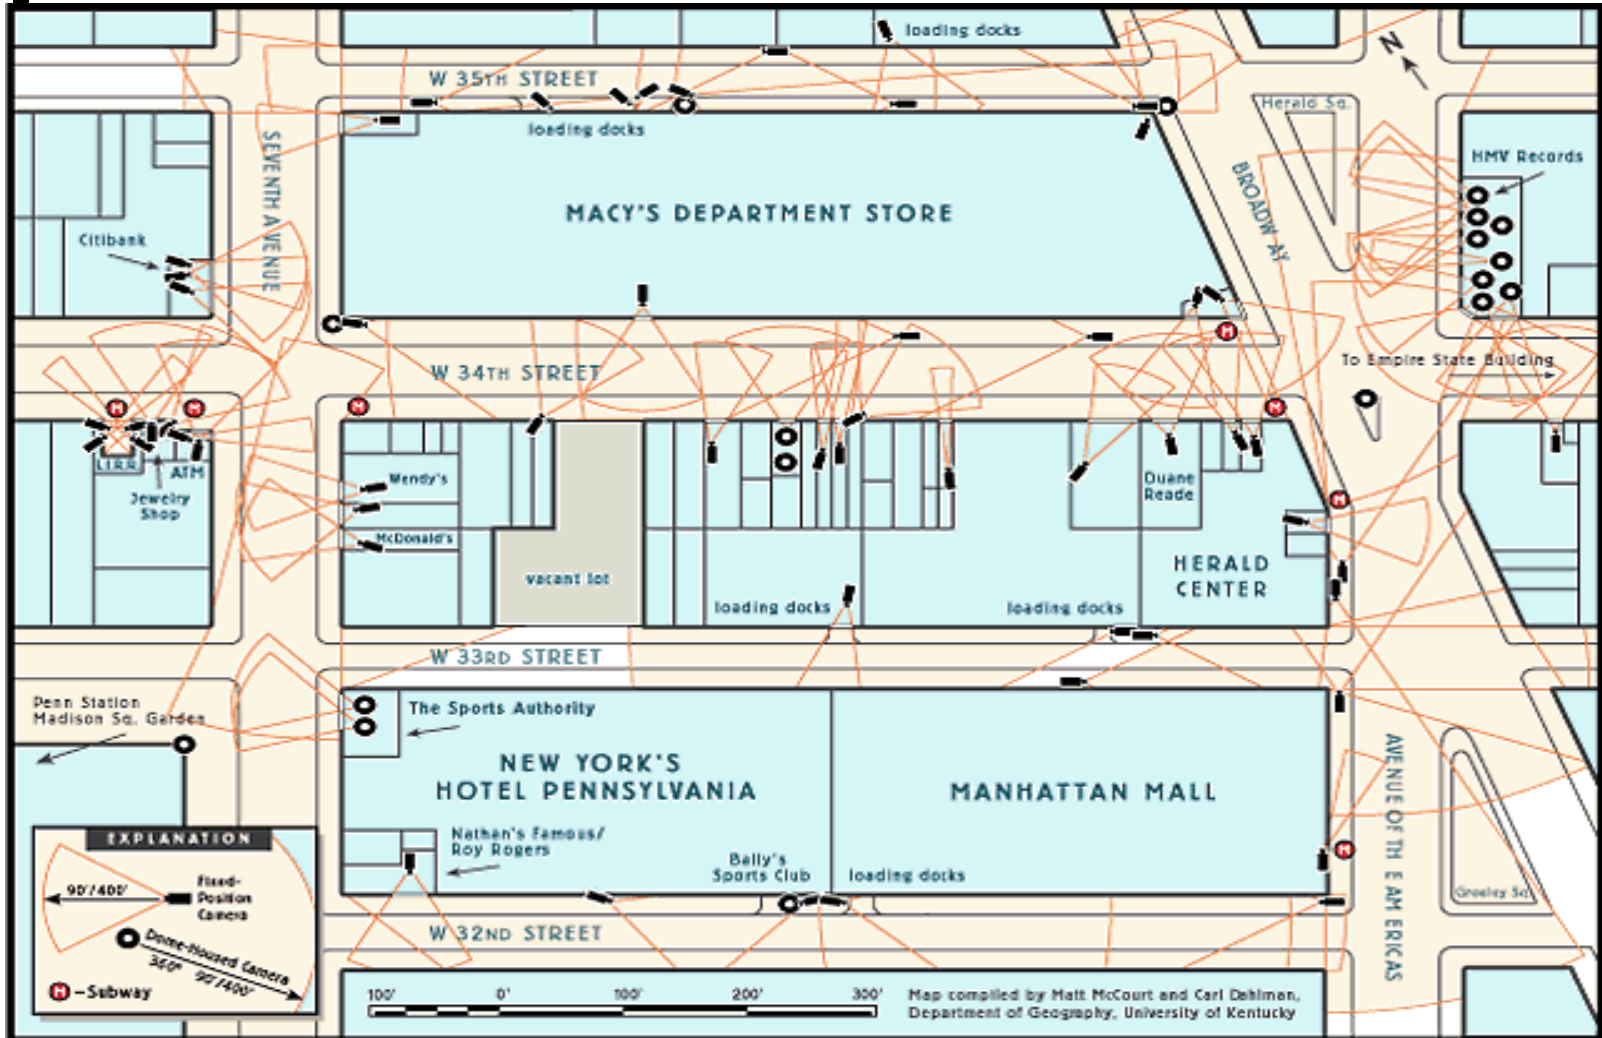 loading docks
W 35TH STREET
loading docks
Herald Sq.
N
SEVENTH AVENUE
BROADWAY
HMV Records
MACY'S DEPARTMENT STORE
Citibank
To Empire State Building
W 34TH STREET
M
M
M
M
M
M
M
L.I.R.R.
ATM
Jewelry
Shop
Wendy's
McDonald's
Duane
Reade
vacant lot
HERALD
CENTER
loading docks
loading docks
W 33RD STREET
Penn Station
Madison Sq. Garden
The Sports Authority
NEW YORK'S
HOTEL PENNSYLVANIA
MANHATTAN MALL
AVENUE OF TH E AM ERICAS
Nathan's Famous/
Roy Rogers
Bally's
Sports Club
loading docks
Greeley Sq.
W 32ND STREET
EXPLANATION
90'/400'
Fixed-
Position
Camera
Dome-Housed Camera
360° 90'/400'
M -Subway
100' 0' 100' 200' 300'
Map compiled by Matt McCourt and Carl Dahlman,
Department of Geography, University of Kentucky